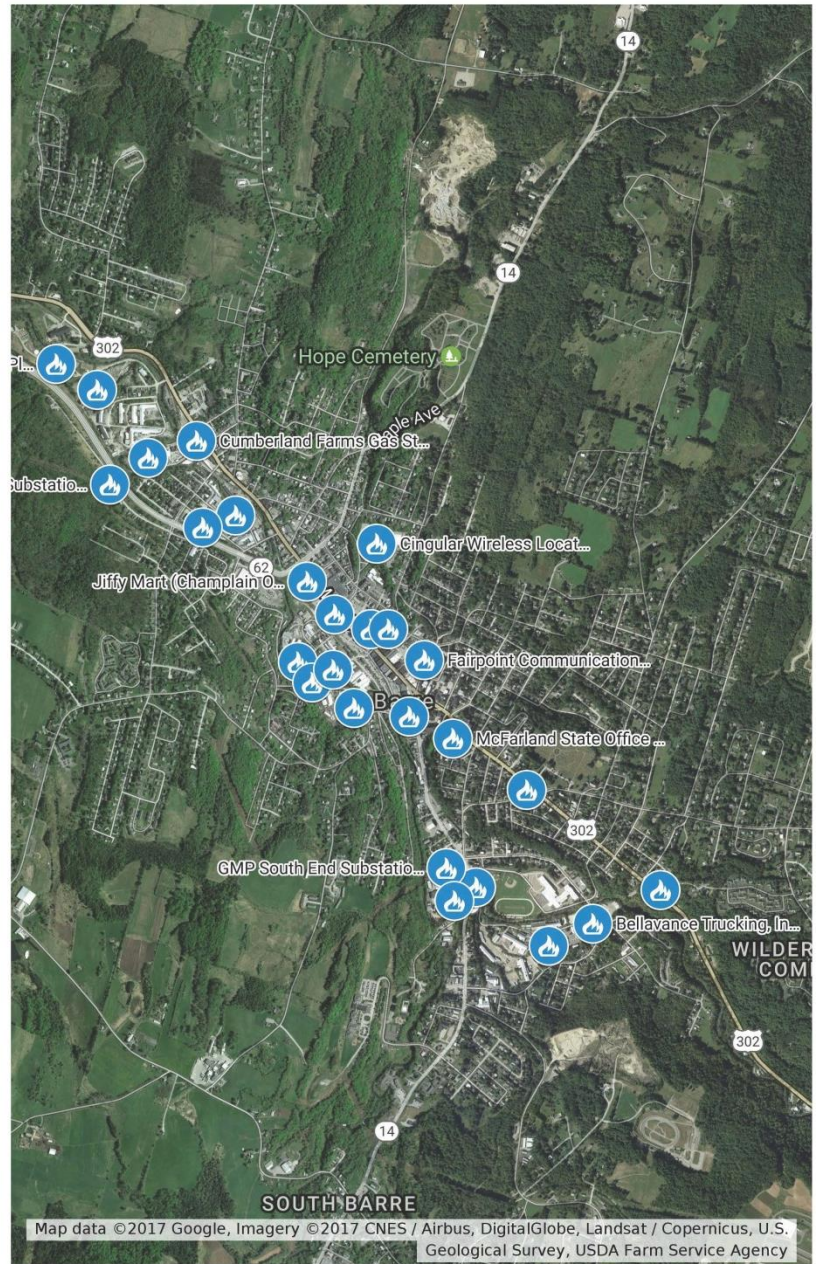 14
14
302
Hope Cemetery
aple Ave
Pl...
Cumberland Farms Gas St...
Substatio...
Cingular Wireless Locat...
62
Jiffy Mart (Champlain O...
Fairpoint Communication...
McFarland State Office ...
302
GMP South End Substatio...
Bellavance Trucking, In...
WILDER
COM
302
14
SOUTH BARRE
Map data ©2017 Google, Imagery ©2017 CNES / Airbus, DigitalGlobe, Landsat / Copernicus, U.S.
Geological Survey, USDA Farm Service Agency